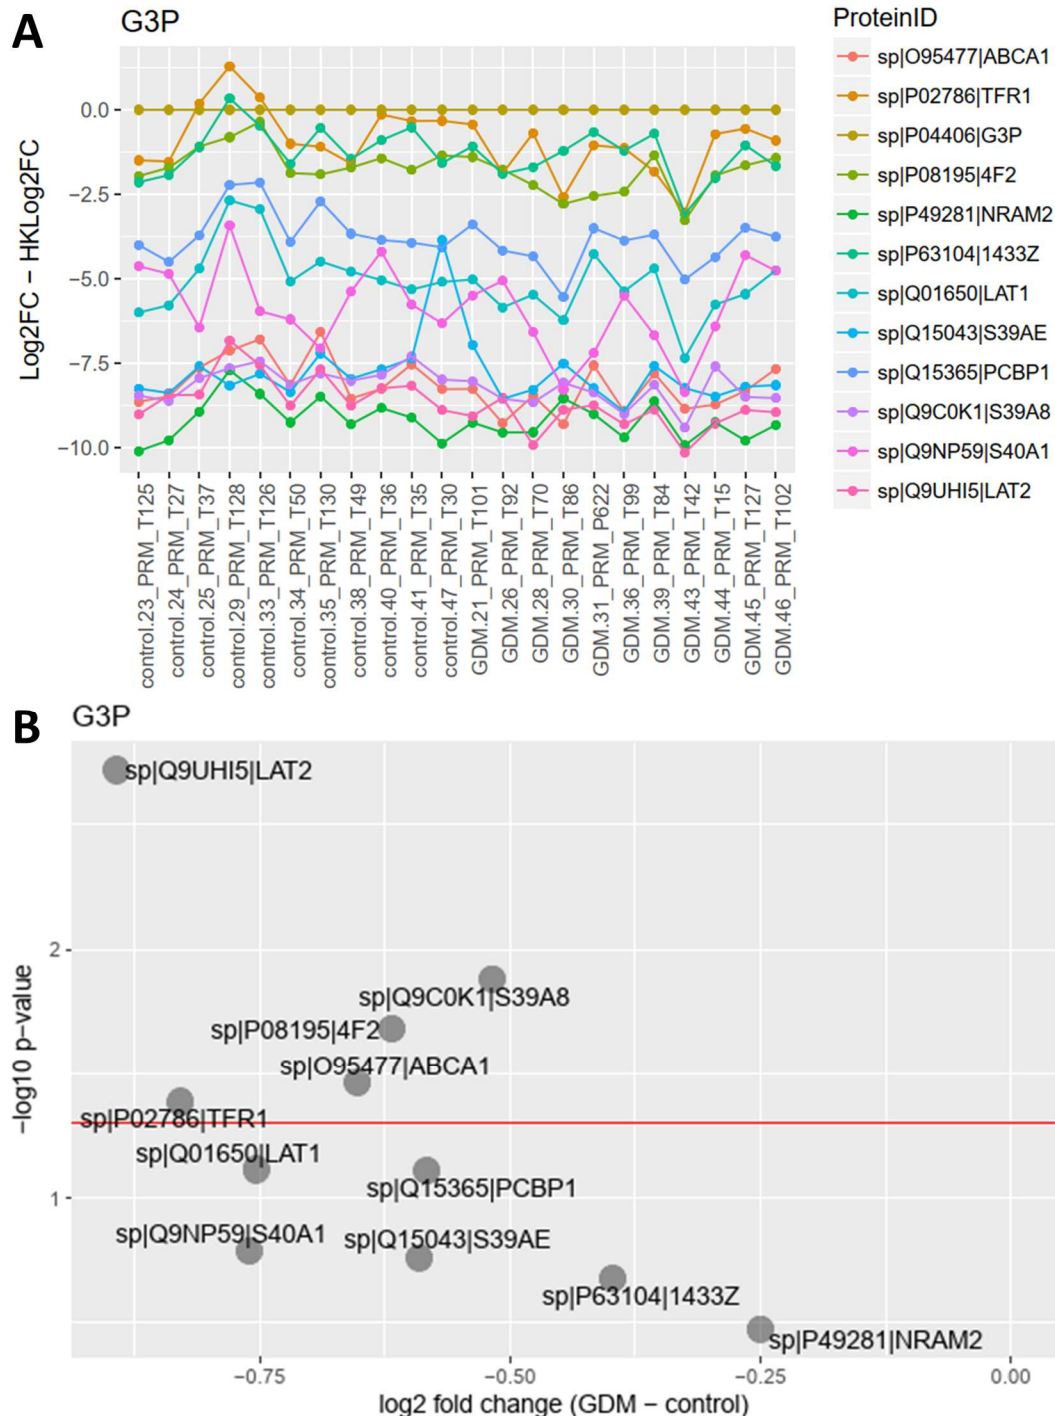 A
G3P
ProteinID
sp|O95477|ABCA1
sp|P02786|TFR1
sp|P04406|G3P
sp|P08195|4F2
sp|P49281|NRAM2
sp|P63104|1433Z
sp|Q01650|LAT1
sp|Q15043|S39AE
sp|Q15365|PCBP1
sp|Q9C0K1|S39A8
sp|Q9NP59|S40A1
sp|Q9UHI5|LAT2
Log2FC − HKLog2FC
0.0
−2.5
−5.0
−7.5
−10.0
control.23_PRM_T125
control.24_PRM_T27
control.25_PRM_T37
control.29_PRM_T128
control.33_PRM_T126
control.34_PRM_T50
control.35_PRM_T130
control.38_PRM_T49
control.40_PRM_T36
control.41_PRM_T35
control.47_PRM_T30
GDM.21_PRM_T101
GDM.26_PRM_T92
GDM.28_PRM_T70
GDM.30_PRM_T86
GDM.31_PRM_P622
GDM.36_PRM_T99
GDM.39_PRM_T84
GDM.43_PRM_T42
GDM.44_PRM_T15
GDM.45_PRM_T127
GDM.46_PRM_T102
B
G3P
−log10 p−value
2
1
sp|Q9UHI5|LAT2
sp|Q9C0K1|S39A8
sp|P08195|4F2
sp|O95477|ABCA1
sp|P02786|TFR1
sp|Q01650|LAT1
sp|Q15365|PCBP1
sp|Q9NP59|S40A1
sp|Q15043|S39AE
sp|P63104|1433Z
sp|P49281|NRAM2
−0.75
−0.50
−0.25
0.00
log2 fold change (GDM − control)